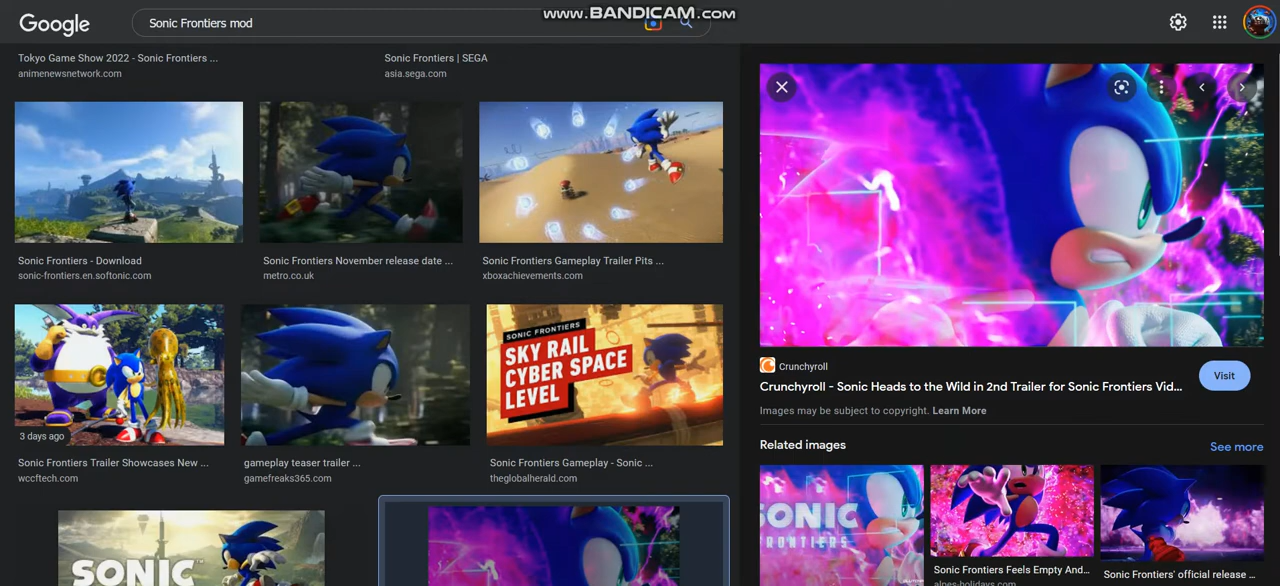 www.BANDICAM.com
Google
Sonic Frontiers mod
Tokyo Game Show 2022 - Sonic Frontiers ...
animenewsnetwork.com
Sonic Frontiers | SEGA
asia.sega.com
Sonic Frontiers - Download
sonic-frontiers.en.softonic.com
Sonic Frontiers November release date ...
metro.co.uk
Sonic Frontiers Gameplay Trailer Pits ...
xboxachievements.com
3 days ago
Sonic Frontiers Trailer Showcases New ...
wccftech.com
gameplay teaser trailer ...
gamefreaks365.com
SONIC FRONTIERS
SKY RAIL
CYBER SPACE
LEVEL
Sonic Frontiers Gameplay - Sonic ...
theglobalherald.com
SONIC
Crunchyroll
Crunchyroll - Sonic Heads to the Wild in 2nd Trailer for Sonic Frontiers Vid...
Visit
Images may be subject to copyright. Learn More
Related images
See more
SONIC
FRONTIERS
Sonic Frontiers Feels Empty And...
alpes-holidays.com
Sonic Frontiers' official release ...